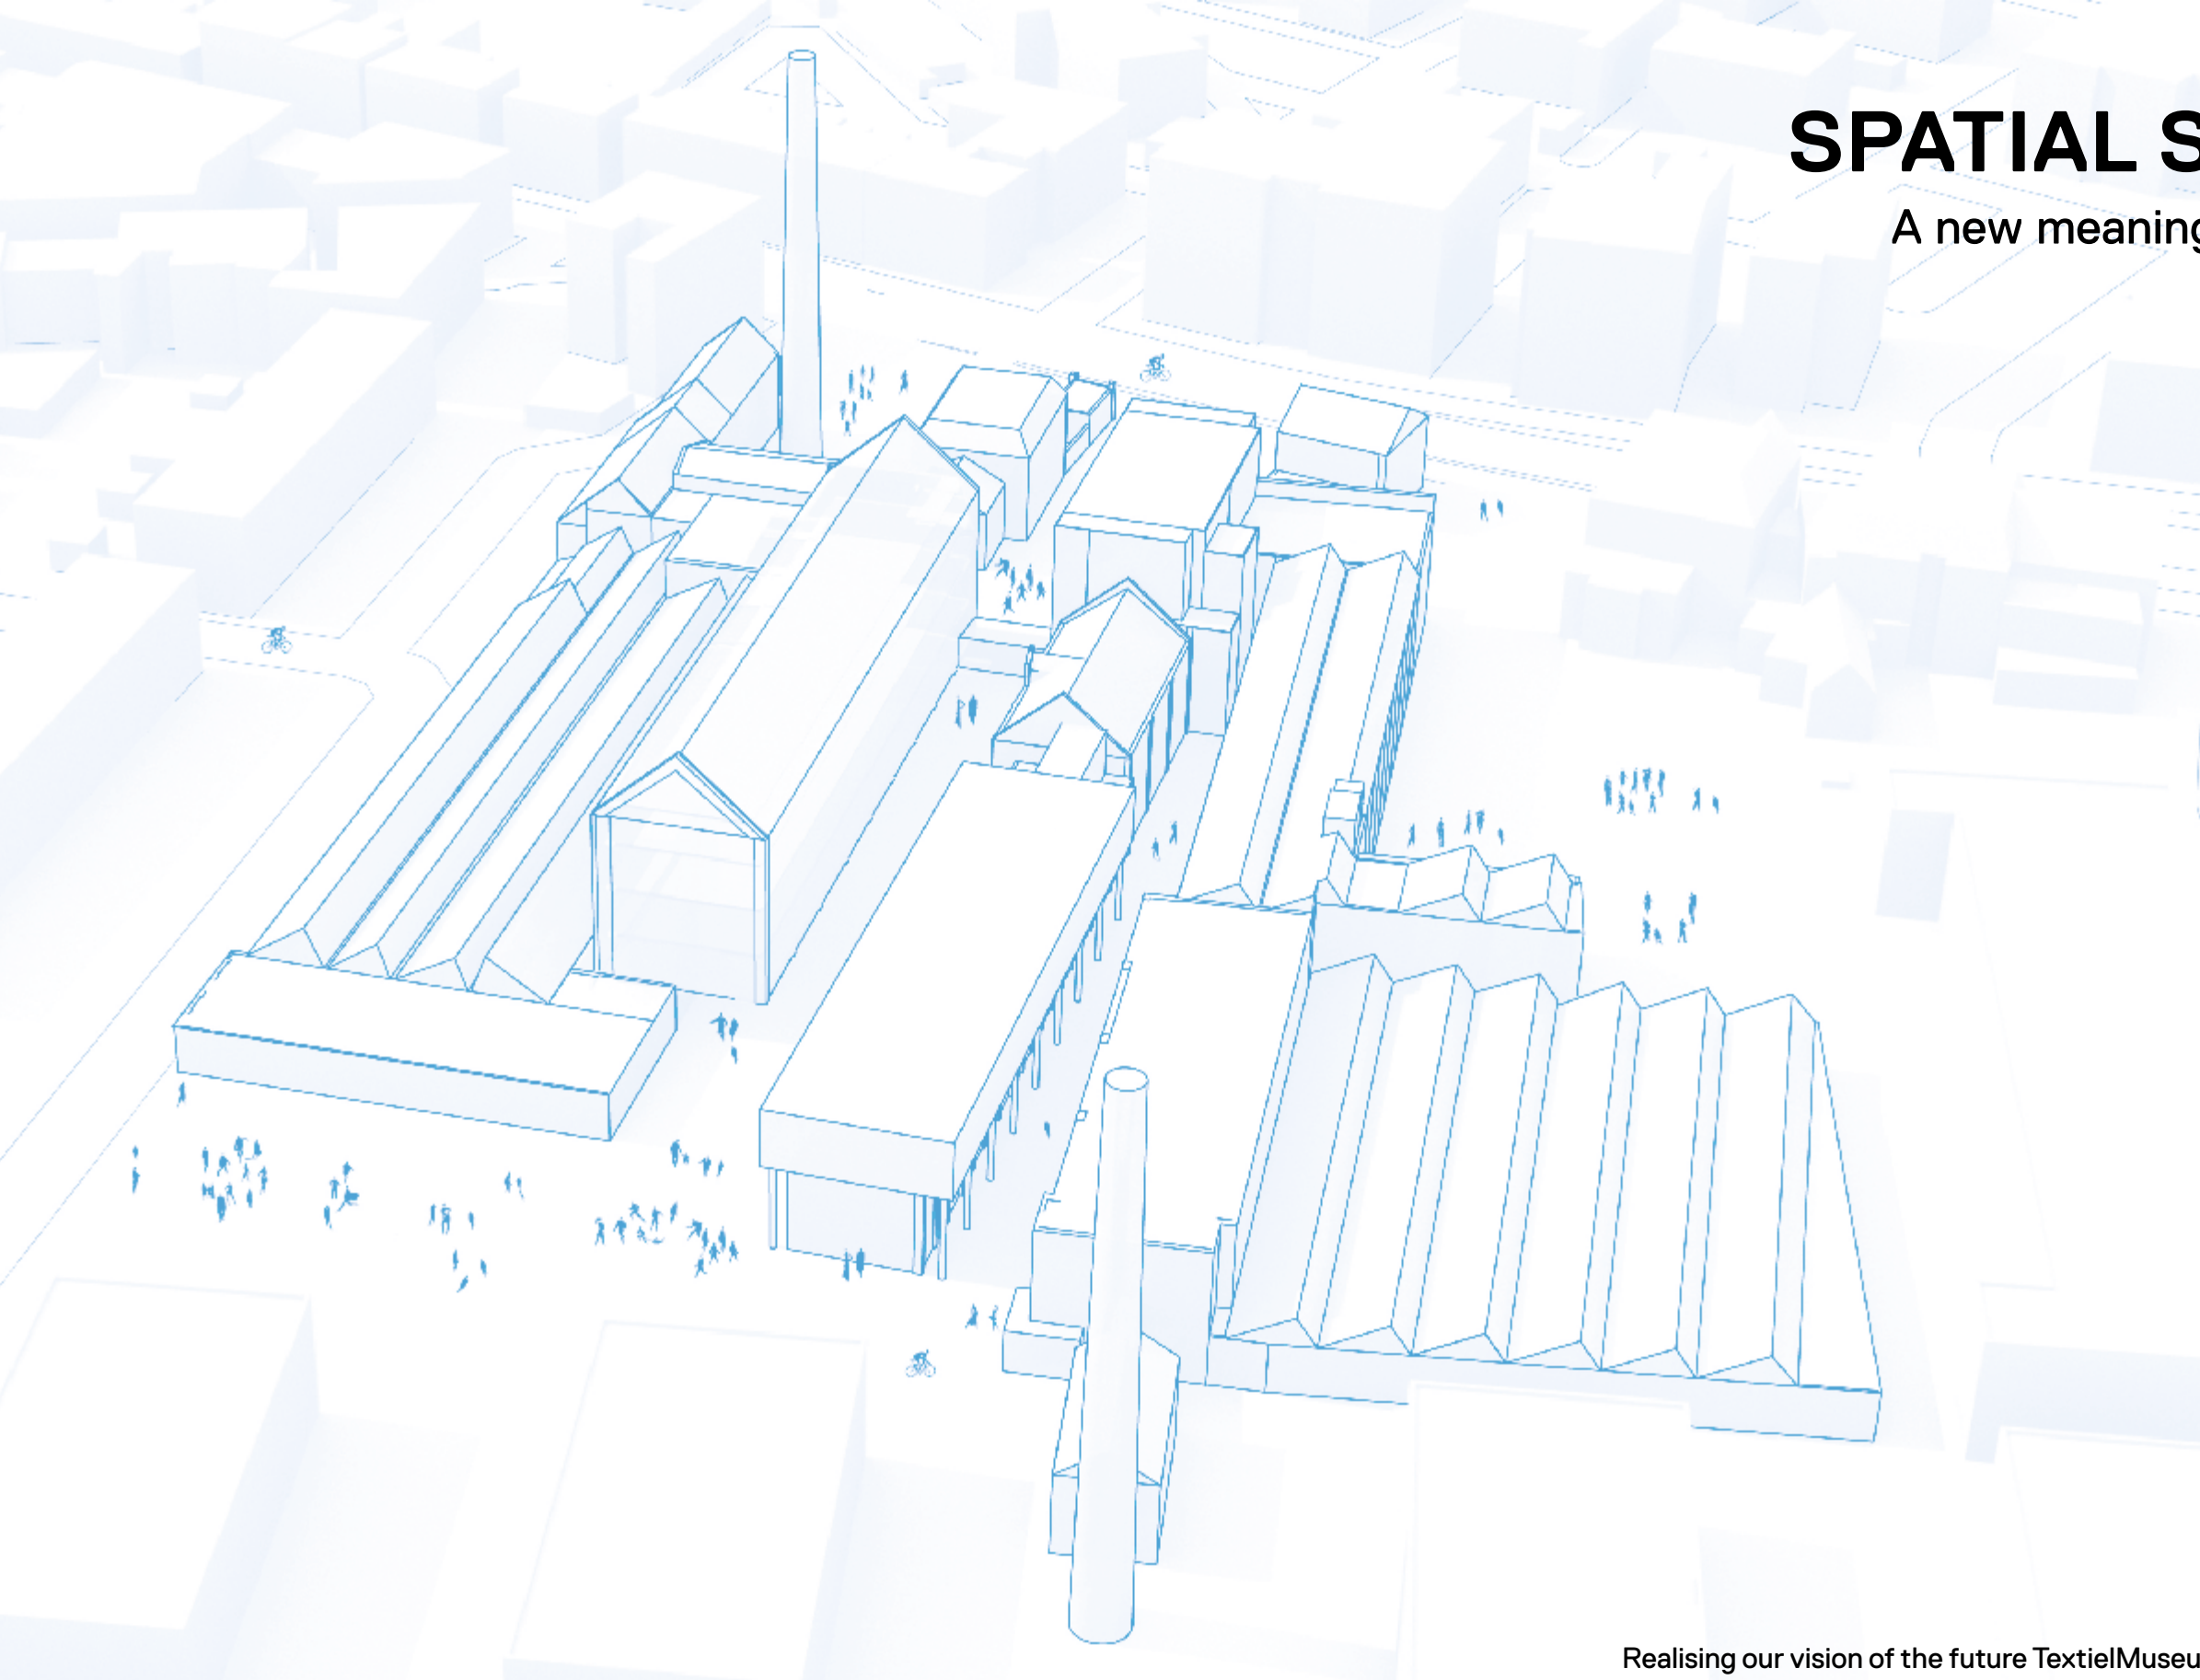 SPATIAL S
A new meaning
Realising our vision of the future TextielMuseu